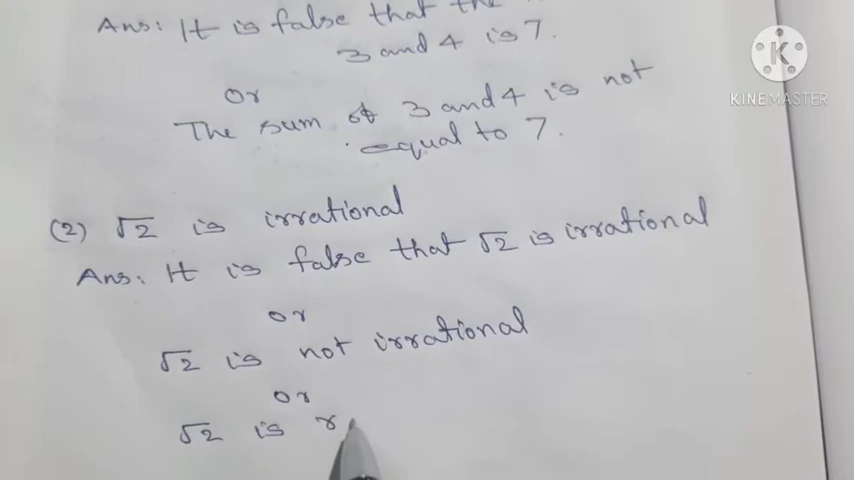 Ans: It is false that the
3 and 4 is 7.
Or
The sum of 3 and 4 is not
equal to 7.
(2) √2 is irrational
Ans: It is false that √2 is irrational
or
√2 is not irrational
Or
√2 is r
K
KINEMASTER